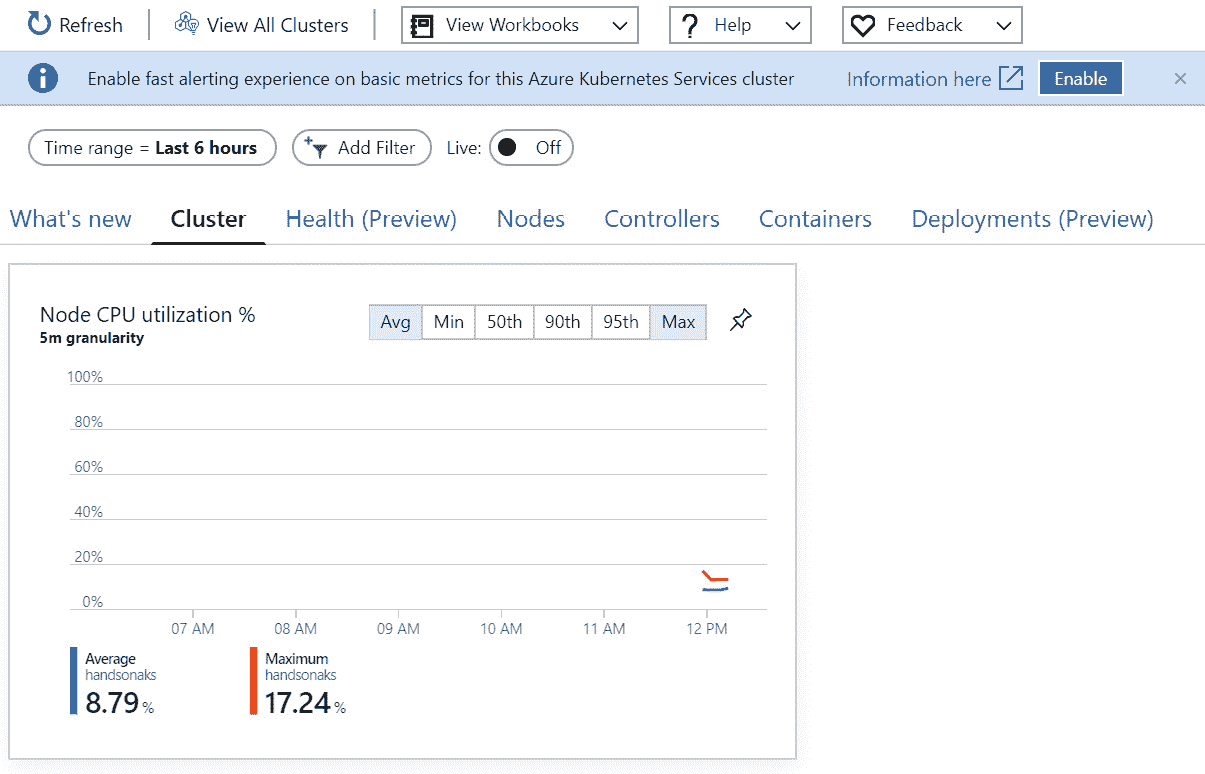 Refresh View All Clusters View Workbooks Help Feedback
Enable fast alerting experience on basic metrics for this Azure Kubernetes Services cluster Information here Enable
Time range = Last 6 hours Add Filter Live: Off
What's new Cluster Health (Preview) Nodes Controllers Containers Deployments (Preview)
Node CPU utilization % Avg Min 50th 90th 95th Max
5m granularity
100%
80%
60%
40%
20%
0%
07 AM 08 AM 09 AM 10 AM 11 AM 12 PM
Average Maximum
handsonaks handsonaks
8.79 % 17.24 %